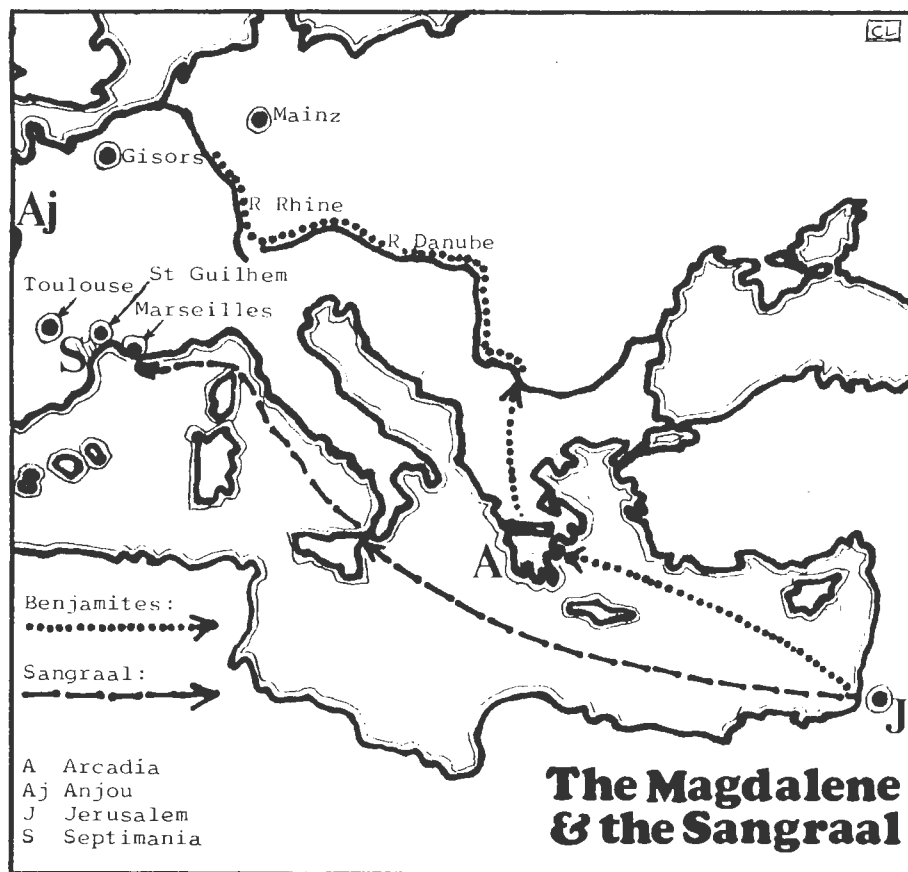 CL
Mainz
Gisors
Aj
R Rhine
R Danube
St Guilhem
Toulouse
Marseilles
S
A
Benjamites:
Sangraal:
J
A Arcadia
Aj Anjou
J Jerusalem
S Septimania
The Magdalene
& the Sangraal